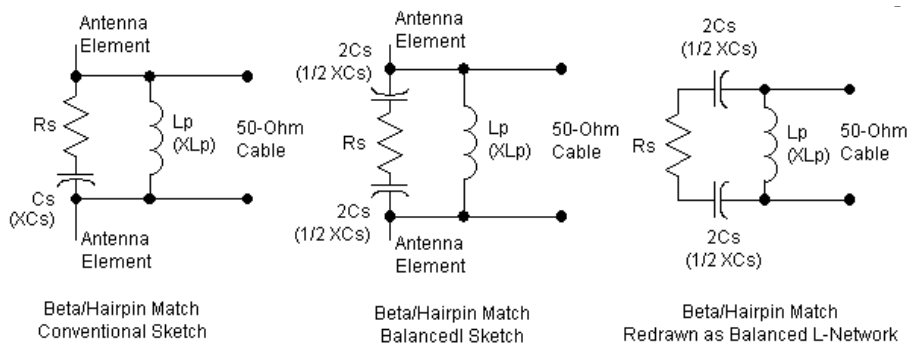 Antenna
Element
Rs
Lp
(XLp)
50-Ohm
Cable
Cs
(XCs)
Antenna
Element
Beta/Hairpin Match
Conventional Sketch
Antenna
Element
2Cs
(1/2 XCs)
Rs
Lp
(XLp)
50-Ohm
Cable
2Cs
(1/2 XCs)
Antenna
Element
Beta/Hairpin Match
Balancedl Sketch
2Cs
(1/2 XCs)
Rs
Lp
(XLp)
50-Ohm
Cable
2Cs
(1/2 XCs)
Beta/Hairpin Match
Redrawn as Balanced L-Network